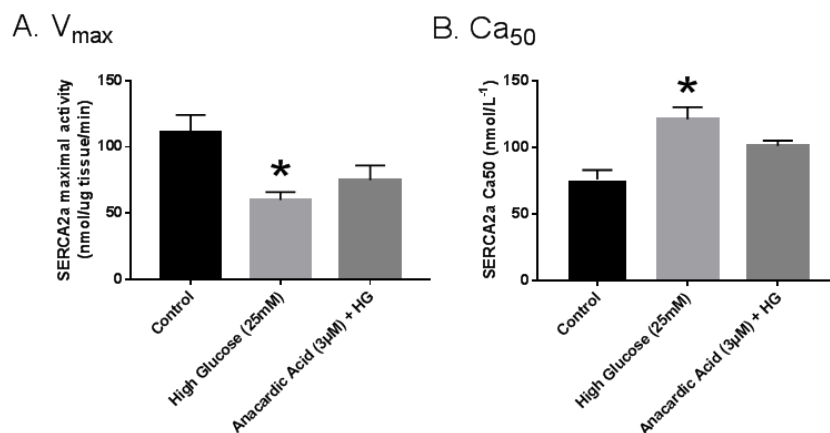 A. Vmax
SERCA2a maximal activity
(nmol/ug tissue/min)
150
100
50
0
*
Control
High Glucose (25mM)
Anacardic Acid (3µM) + HG
B. Ca50
SERCA2a Ca50 (nmol/L-1)
150
100
50
0
*
Control
High Glucose (25mM)
Anacardic Acid (3µM) + HG